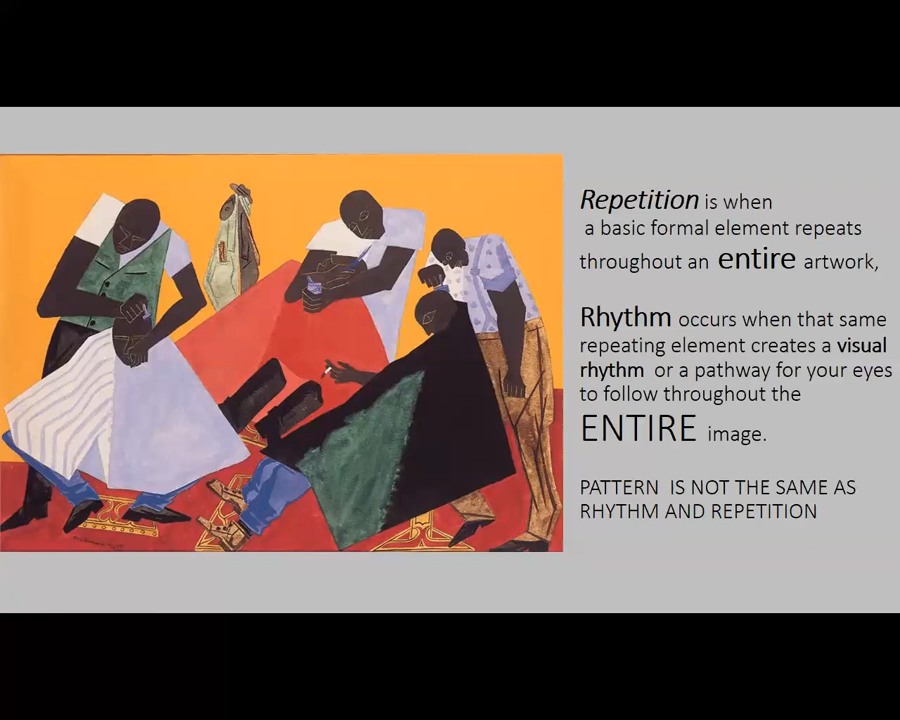 Repetition is when
a basic formal element repeats
throughout an entire artwork,
Rhythm occurs when that same
repeating element creates a visual
rhythm or a pathway for your eyes
to follow throughout the
ENTIRE image.
PATTERN IS NOT THE SAME AS
RHYTHM AND REPETITION